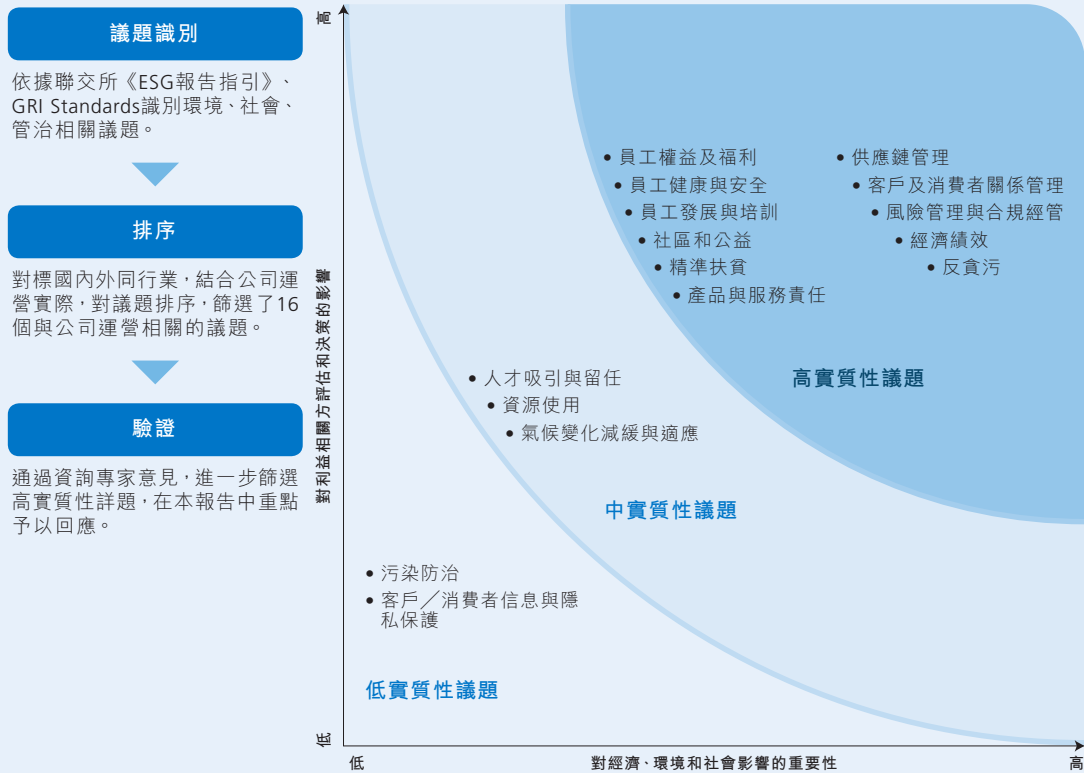 議題識別
依據聯交所《ESG報告指引》、
GRI Standards識別環境、社會、
管治相關議題。
排序
對標國內外同行業，結合公司運
營實際，對議題排序，篩選了16
個與公司運營相關的議題。
驗證
通過資詢專家意見，進一步篩選
高實質性詳題，在本報告中重點
予以回應。
高
對利益相關方評估和決策的影響
低
• 員工權益及福利
• 員工健康與安全
• 員工發展與培訓
• 社區和公益
• 精準扶貧
• 產品與服務責任
• 供應鏈管理
• 客戶及消費者關係管理
• 風險管理與合規經管
• 經濟績效
• 反貪污
高實質性議題
• 人才吸引與留任
• 資源使用
• 氣候變化減緩與適應
中實質性議題
• 污染防治
• 客戶／消費者信息與隱
私保護
低實質性議題
低
對經濟、環境和社會影響的重要性
高